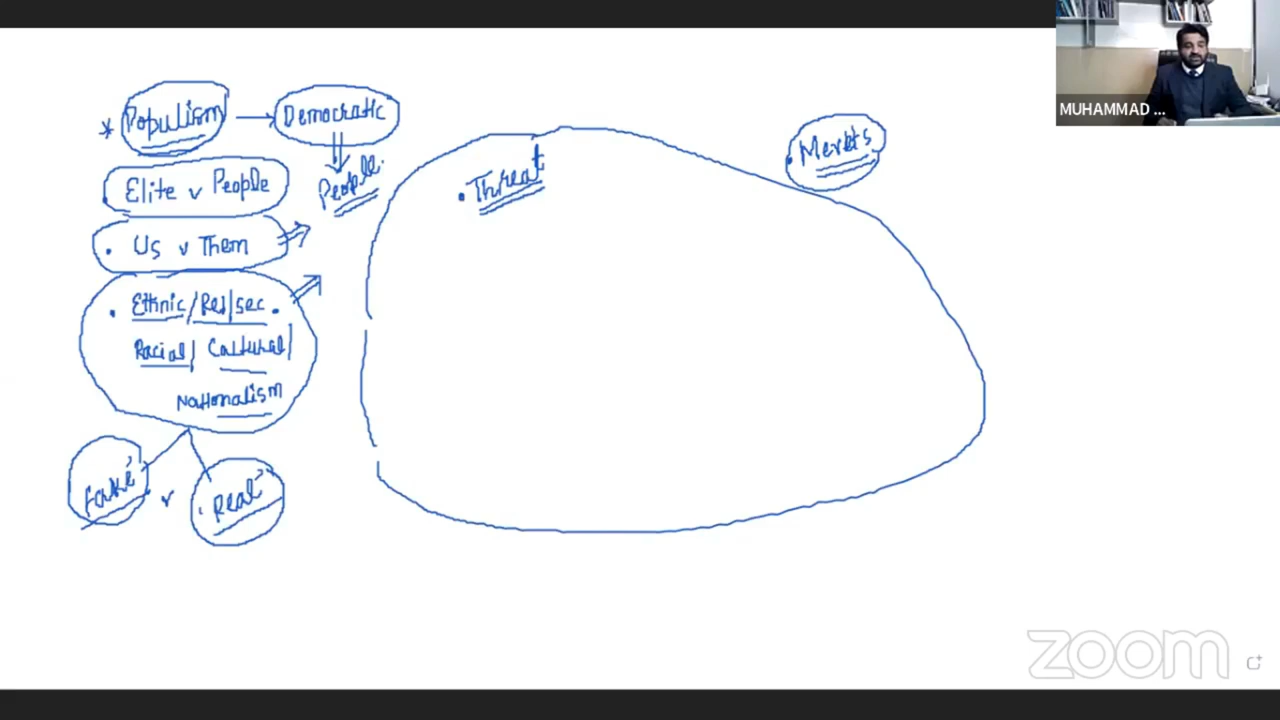 * Populism → Democratic
People.
Elite v People
. Us v Them
. Ethnic / Rel/sec .
Racial / Cultural /
Nationalism
Fake' v 'Real'
. Threat
. Merits
MUHAMMAD ...
zoom